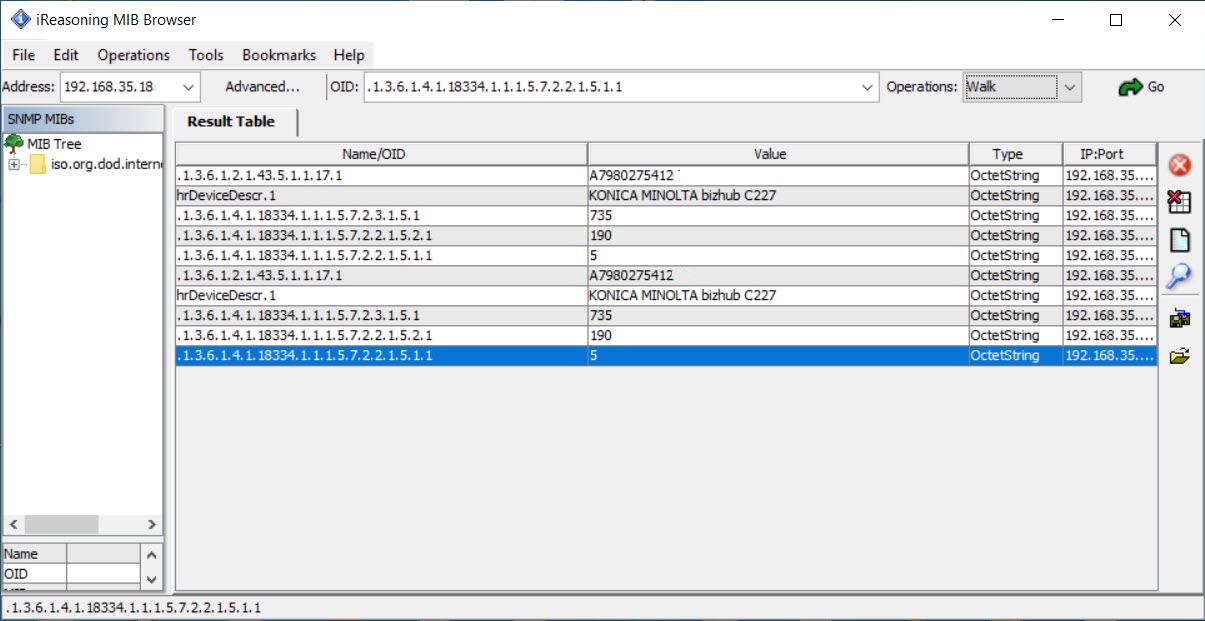 iReasoning MIB Browser
File Edit Operations Tools Bookmarks Help
Address: 192.168.35.18 Advanced... OID: .1.3.6.1.4.1.18334.1.1.1.5.7.2.2.1.5.1.1 Operations: Walk Go
SNMP MIBs
MIB Tree
iso.org.dod.interne
Result Table
Name/OID Value Type IP:Port
.1.3.6.1.2.1.43.5.1.1.17.1 A7980275412 OctetString 192.168.35....
hrDeviceDescr.1 KONICA MINOLTA bizhub C227 OctetString 192.168.35....
.1.3.6.1.4.1.18334.1.1.1.5.7.2.3.1.5.1 735 OctetString 192.168.35....
.1.3.6.1.4.1.18334.1.1.1.5.7.2.2.1.5.2.1 190 OctetString 192.168.35....
.1.3.6.1.4.1.18334.1.1.1.5.7.2.2.1.5.1.1 5 OctetString 192.168.35....
.1.3.6.1.2.1.43.5.1.1.17.1 A7980275412 OctetString 192.168.35....
hrDeviceDescr.1 KONICA MINOLTA bizhub C227 OctetString 192.168.35....
.1.3.6.1.4.1.18334.1.1.1.5.7.2.3.1.5.1 735 OctetString 192.168.35....
.1.3.6.1.4.1.18334.1.1.1.5.7.2.2.1.5.2.1 190 OctetString 192.168.35....
.1.3.6.1.4.1.18334.1.1.1.5.7.2.2.1.5.1.1 5 OctetString 192.168.35....
Name
OID
.1.3.6.1.4.1.18334.1.1.1.5.7.2.2.1.5.1.1